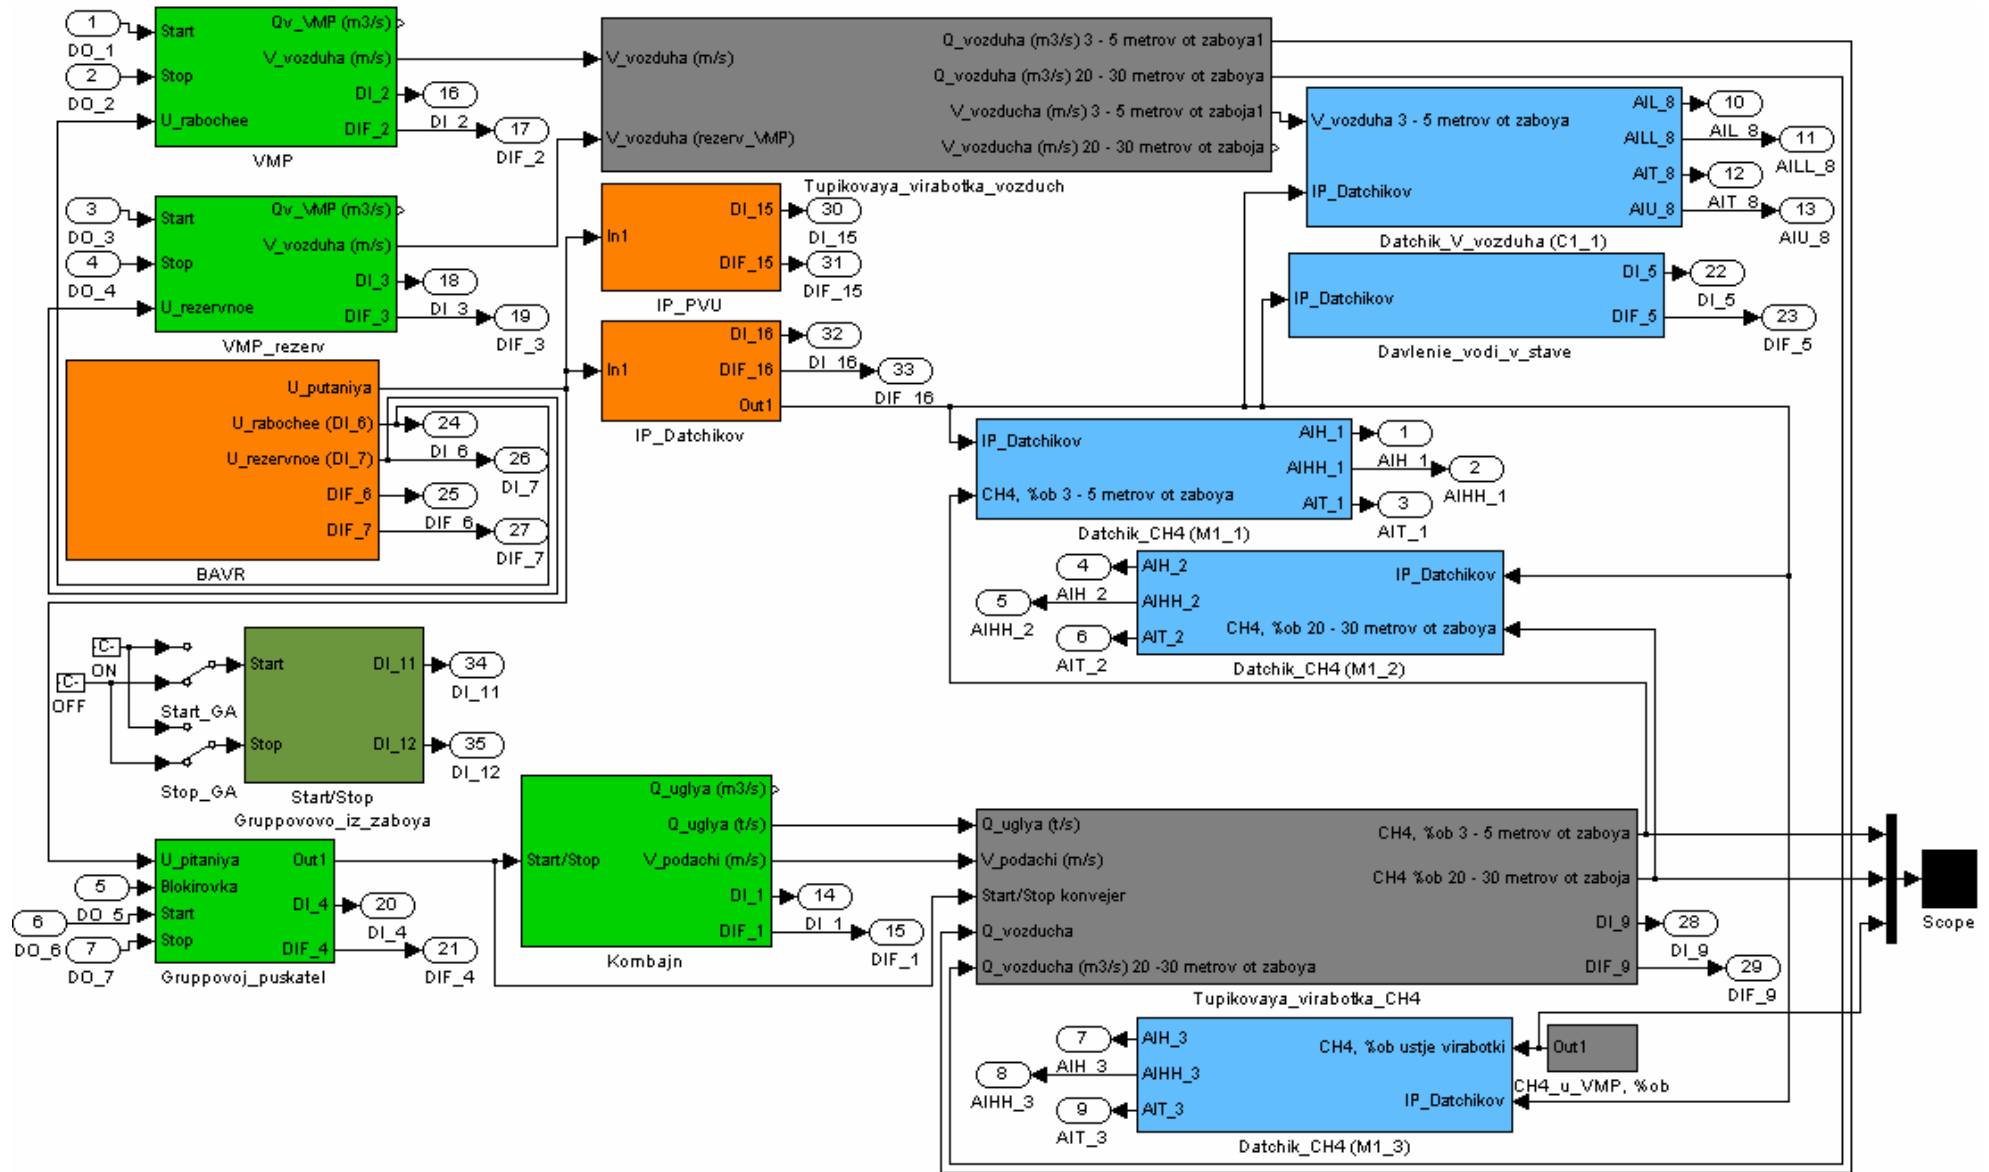 1
DO_1
2
DO_2
Start
Stop
U_rabochee
Qv_VMP (m3/s)
V_vozduha (m/s)
DI_2
DIF_2
VMP
16
DI_2
17
DIF_2
3
DO_3
4
DO_4
Start
Stop
U_rezervnoe
Qv_VMP (m3/s)
V_vozduha (m/s)
DI_3
DIF_3
VMP_rezerv
18
DI_3
19
DIF_3
U_putaniya
U_rabochee (DI_6)
U_rezervnoe (DI_7)
DIF_6
DIF_7
BAVR
24
DI_6
26
DI_7
25
DIF_6
27
DIF_7
V_vozduha (m/s)
V_vozduha (rezerv_VMP)
Q_vozduha (m3/s) 3 - 5 metrov ot zaboya1
Q_vozduha (m3/s) 20 - 30 metrov ot zaboya
V_vozducha (m/s) 3 - 5 metrov ot zaboja1
V_vozducha (m/s) 20 - 30 metrov ot zaboja
Tupikovaya_virabotka_vozduch
In1
DI_15
DIF_15
IP_PVU
30
DI_15
31
DIF_15
In1
DI_16
DIF_16
Out1
IP_Datchikov
32
DI_16
33
DIF_16
V_vozduha 3 - 5 metrov ot zaboya
IP_Datchikov
AIL_8
AILL_8
AIT_8
AIU_8
Datchik_V_vozduha (C1_1)
10
AIL_8
11
AILL_8
12
AIT_8
13
AIU_8
IP_Datchikov
DI_5
DIF_5
Davlenie_vodi_v_stave
22
DI_5
23
DIF_5
IP_Datchikov
CH4, %ob 3 - 5 metrov ot zaboya
AIH_1
AIHH_1
AIT_1
Datchik_CH4 (M1_1)
1
AIH_1
2
AIHH_1
3
AIT_1
4
AIH_2
5
AIHH_2
6
AIT_2
AIH_2
AIHH_2
AIT_2
IP_Datchikov
CH4, %ob 20 - 30 metrov ot zaboya
Datchik_CH4 (M1_2)
-C-
ON
-C-
OFF
Start_GA
Stop_GA
Start
Stop
DI_11
DI_12
Start/Stop
Gruppovovo_iz_zaboya
34
DI_11
35
DI_12
5
DO_5
6
DO_6
7
DO_7
U_pitaniya
Blokirovka
Start
Stop
Out1
DI_4
DIF_4
Gruppovoj_puskatel
20
DI_4
21
DIF_4
Start/Stop
Q_uglya (m3/s)
Q_uglya (t/s)
V_podachi (m/s)
DI_1
DIF_1
Kombajn
14
DI_1
15
DIF_1
Q_uglya (t/s)
V_podachi (m/s)
Start/Stop konvejer
Q_vozducha
Q_vozducha (m3/s) 20 -30 metrov ot zaboya
CH4, %ob 3 - 5 metrov ot zaboya
CH4 %ob 20 - 30 metrov ot zaboja
DI_9
DIF_9
Tupikovaya_virabotka_CH4
28
DI_9
29
DIF_9
Scope
7
AIH_3
8
AIHH_3
9
AIT_3
AIH_3
AIHH_3
AIT_3
CH4, %ob ustje virabotki
IP_Datchikov
Datchik_CH4 (M1_3)
Out1
CH4_u_VMP, %ob